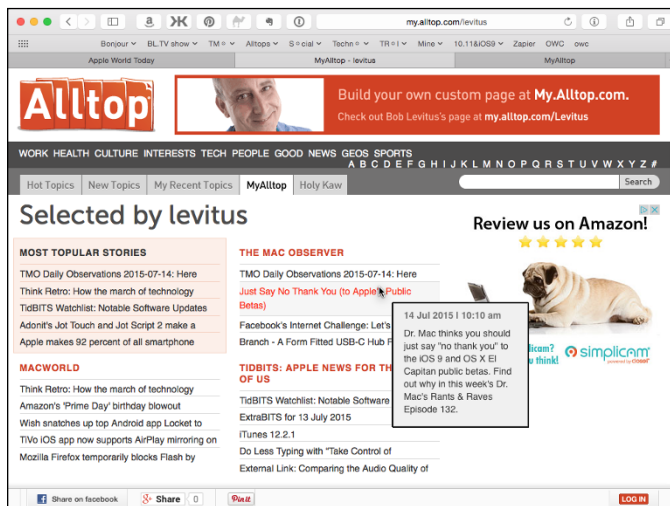 my.alltop.com/levitus
Bonjour BL.TV show TM Alltops Social Techn TR Mine 10.11&iOS9 Zapier OWC owc
Apple World Today MyAlltop - levitus MyAlltop
Alltop
Build your own custom page at My.Alltop.com.
Check out Bob Levitus's page at my.alltop.com/Levitus
WORK HEALTH CULTURE INTERESTS TECH PEOPLE GOOD NEWS GEOS SPORTS
A B C D E F G H I J K L M N O P Q R S T U V W X Y Z #
Hot Topics New Topics My Recent Topics MyAlltop Holy Kaw Search
Selected by levitus
MOST POPULAR STORIES
TMO Daily Observations 2015-07-14: Here
Think Retro: How the march of technology
TidBITS Watchlist: Notable Software Updates
Adonit's Jot Touch and Jot Script 2 make a
Apple makes 92 percent of all smartphone
MACWORLD
Think Retro: How the march of technology
Amazon's 'Prime Day' birthday blowout
Wish snatches up top Android app Locket to
TiVo iOS app now supports AirPlay mirroring on
Mozilla Firefox temporarily blocks Flash by
THE MAC OBSERVER
TMO Daily Observations 2015-07-14: Here
Just Say No Thank You (to Apple's Public
Betas)
Facebook's Internet Challenge: Let's
Branch - A Form Fitted USB-C Hub F
TIDBITS: APPLE NEWS FOR TH
OF US
TidBITS Watchlist: Notable Software
ExtraBITS for 13 July 2015
iTunes 12.2.1
Do Less Typing with "Take Control of
External Link: Comparing the Audio Quality of
14 Jul 2015 | 10:10 am
Dr. Mac thinks you should
just say "no thank you" to
the iOS 9 and OS X El
Capitan public betas. Find
out why in this week's Dr.
Mac's Rants & Raves
Episode 132.
Review us on Amazon!
licam?
u think!
simplicam
powered by closeli
Share on facebook
Share 0
Pin it
LOG IN